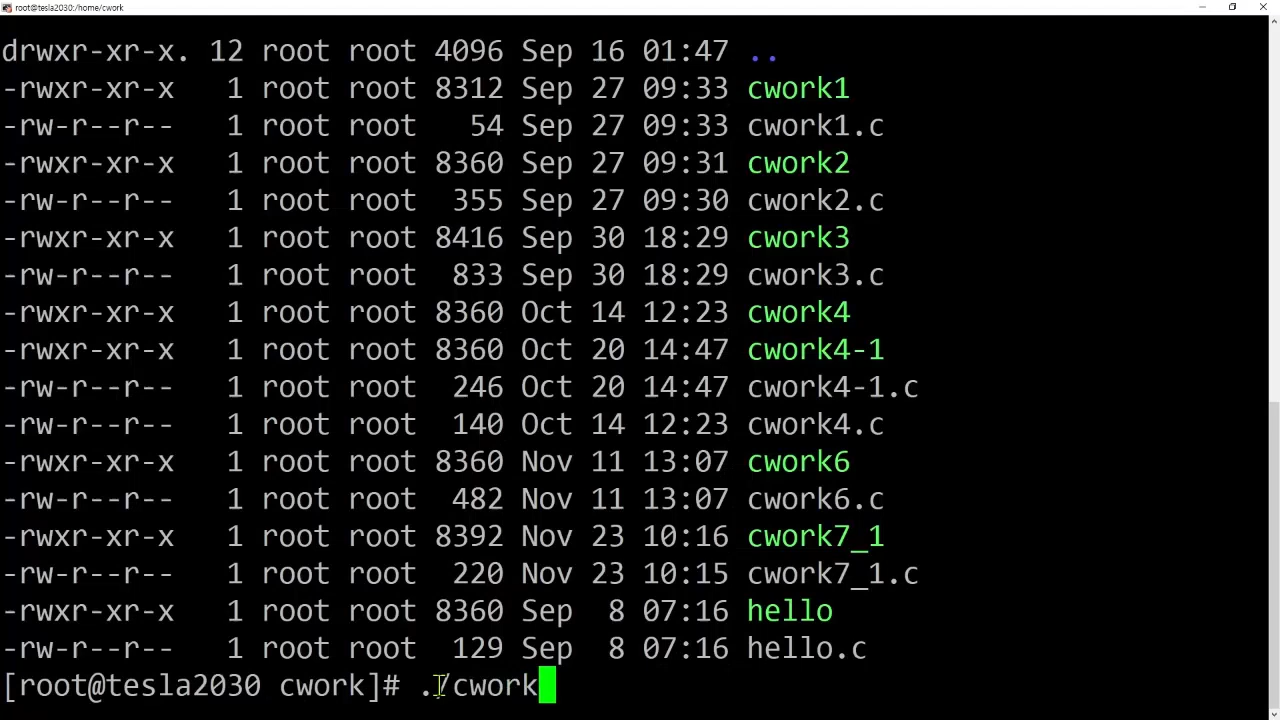 root@tesla2030:/home/cwork
drwxr-xr-x. 12 root root 4096 Sep 16 01:47 ..
-rwxr-xr-x 1 root root 8312 Sep 27 09:33 cwork1
-rw-r--r-- 1 root root 54 Sep 27 09:33 cwork1.c
-rwxr-xr-x 1 root root 8360 Sep 27 09:31 cwork2
-rw-r--r-- 1 root root 355 Sep 27 09:30 cwork2.c
-rwxr-xr-x 1 root root 8416 Sep 30 18:29 cwork3
-rw-r--r-- 1 root root 833 Sep 30 18:29 cwork3.c
-rwxr-xr-x 1 root root 8360 Oct 14 12:23 cwork4
-rwxr-xr-x 1 root root 8360 Oct 20 14:47 cwork4-1
-rw-r--r-- 1 root root 246 Oct 20 14:47 cwork4-1.c
-rw-r--r-- 1 root root 140 Oct 14 12:23 cwork4.c
-rwxr-xr-x 1 root root 8360 Nov 11 13:07 cwork6
-rw-r--r-- 1 root root 482 Nov 11 13:07 cwork6.c
-rwxr-xr-x 1 root root 8392 Nov 23 10:16 cwork7_1
-rw-r--r-- 1 root root 220 Nov 23 10:15 cwork7_1.c
-rwxr-xr-x 1 root root 8360 Sep 8 07:16 hello
-rw-r--r-- 1 root root 129 Sep 8 07:16 hello.c
[root@tesla2030 cwork]# ./cwork